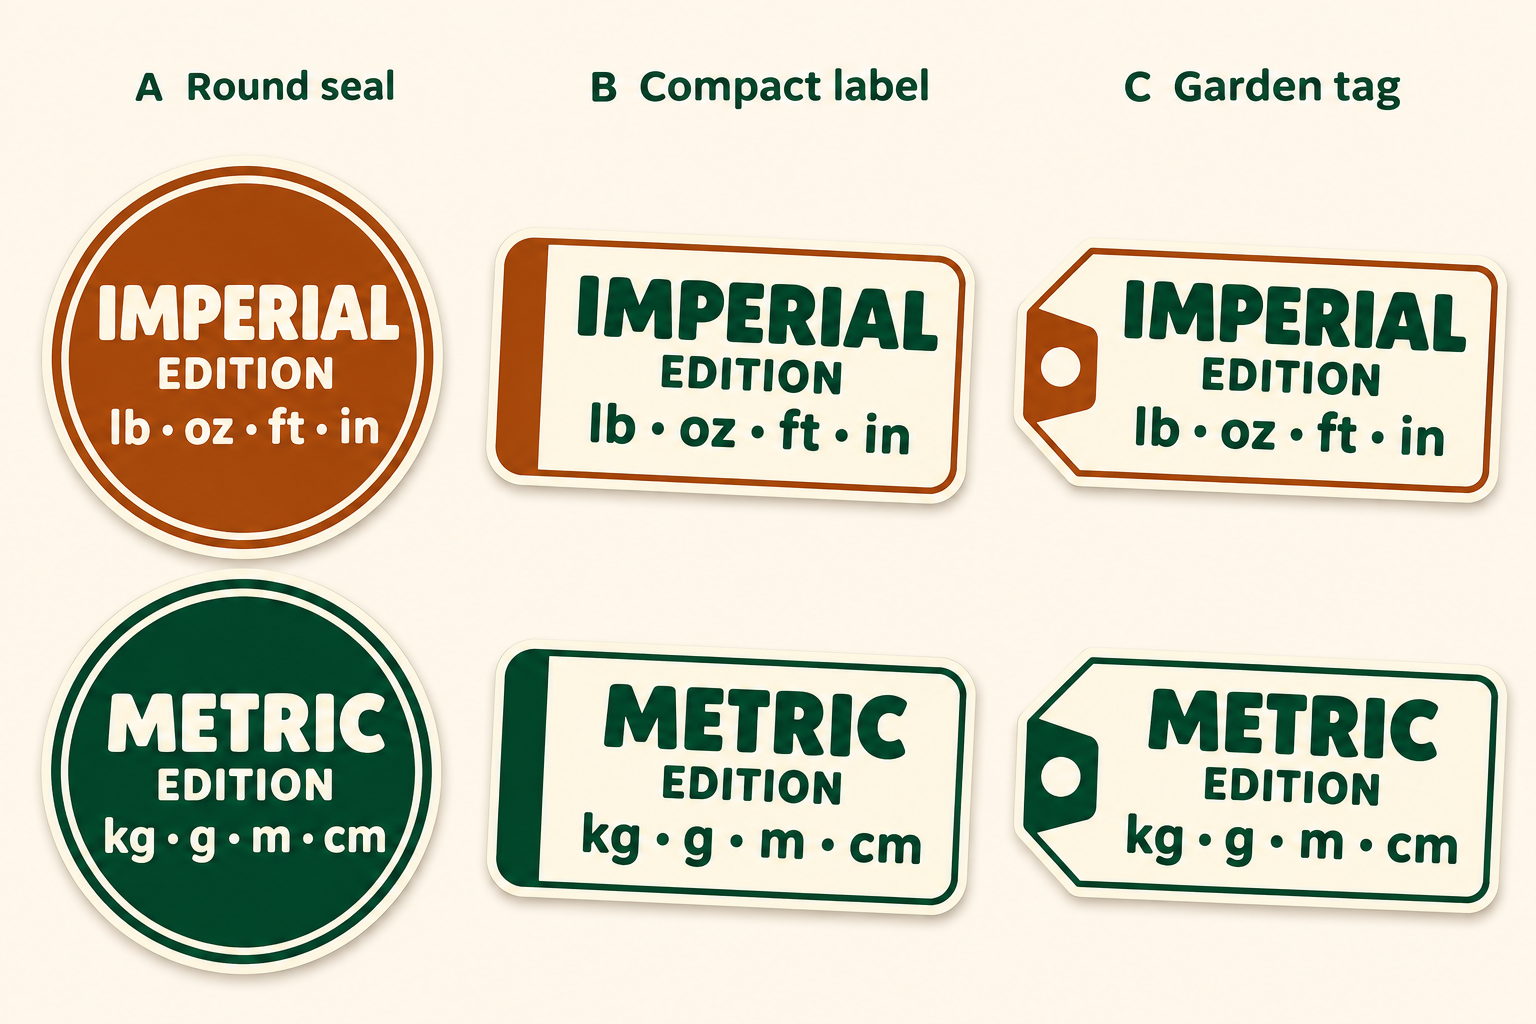 A Round seal
B Compact label
C Garden tag
IMPERIAL
EDITION
lb • oz • ft • in
IMPERIAL
EDITION
lb • oz • ft • in
IMPERIAL
EDITION
lb • oz • ft • in
METRIC
EDITION
kg • g • m • cm
METRIC
EDITION
kg • g • m • cm
METRIC
EDITION
kg • g • m • cm